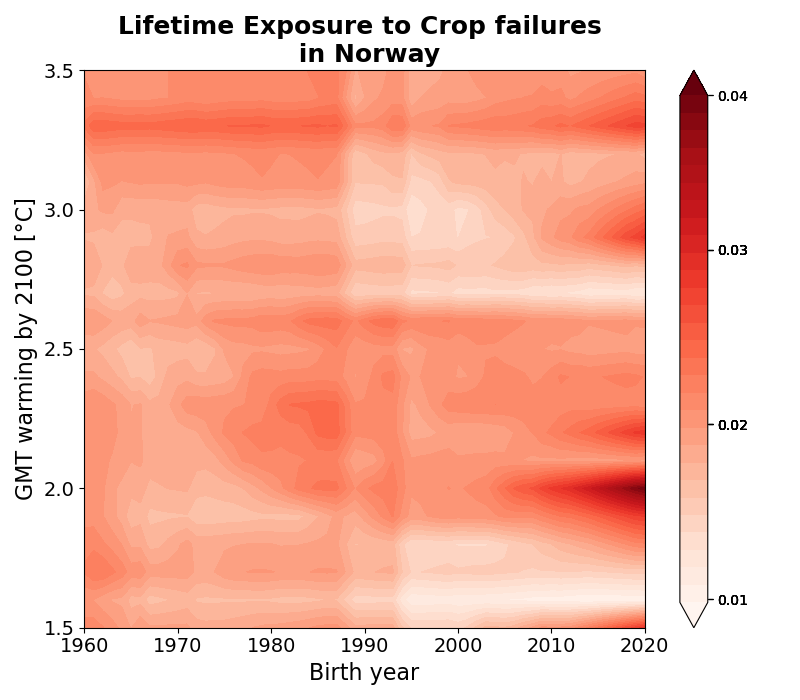 Lifetime Exposure to Crop failures
in Norway
3.5
3.0
2.5
2.0
1.5
GMT warming by 2100 [°C]
1960 1970 1980 1990 2000 2010 2020
Birth year
0.04
0.03
0.02
0.01